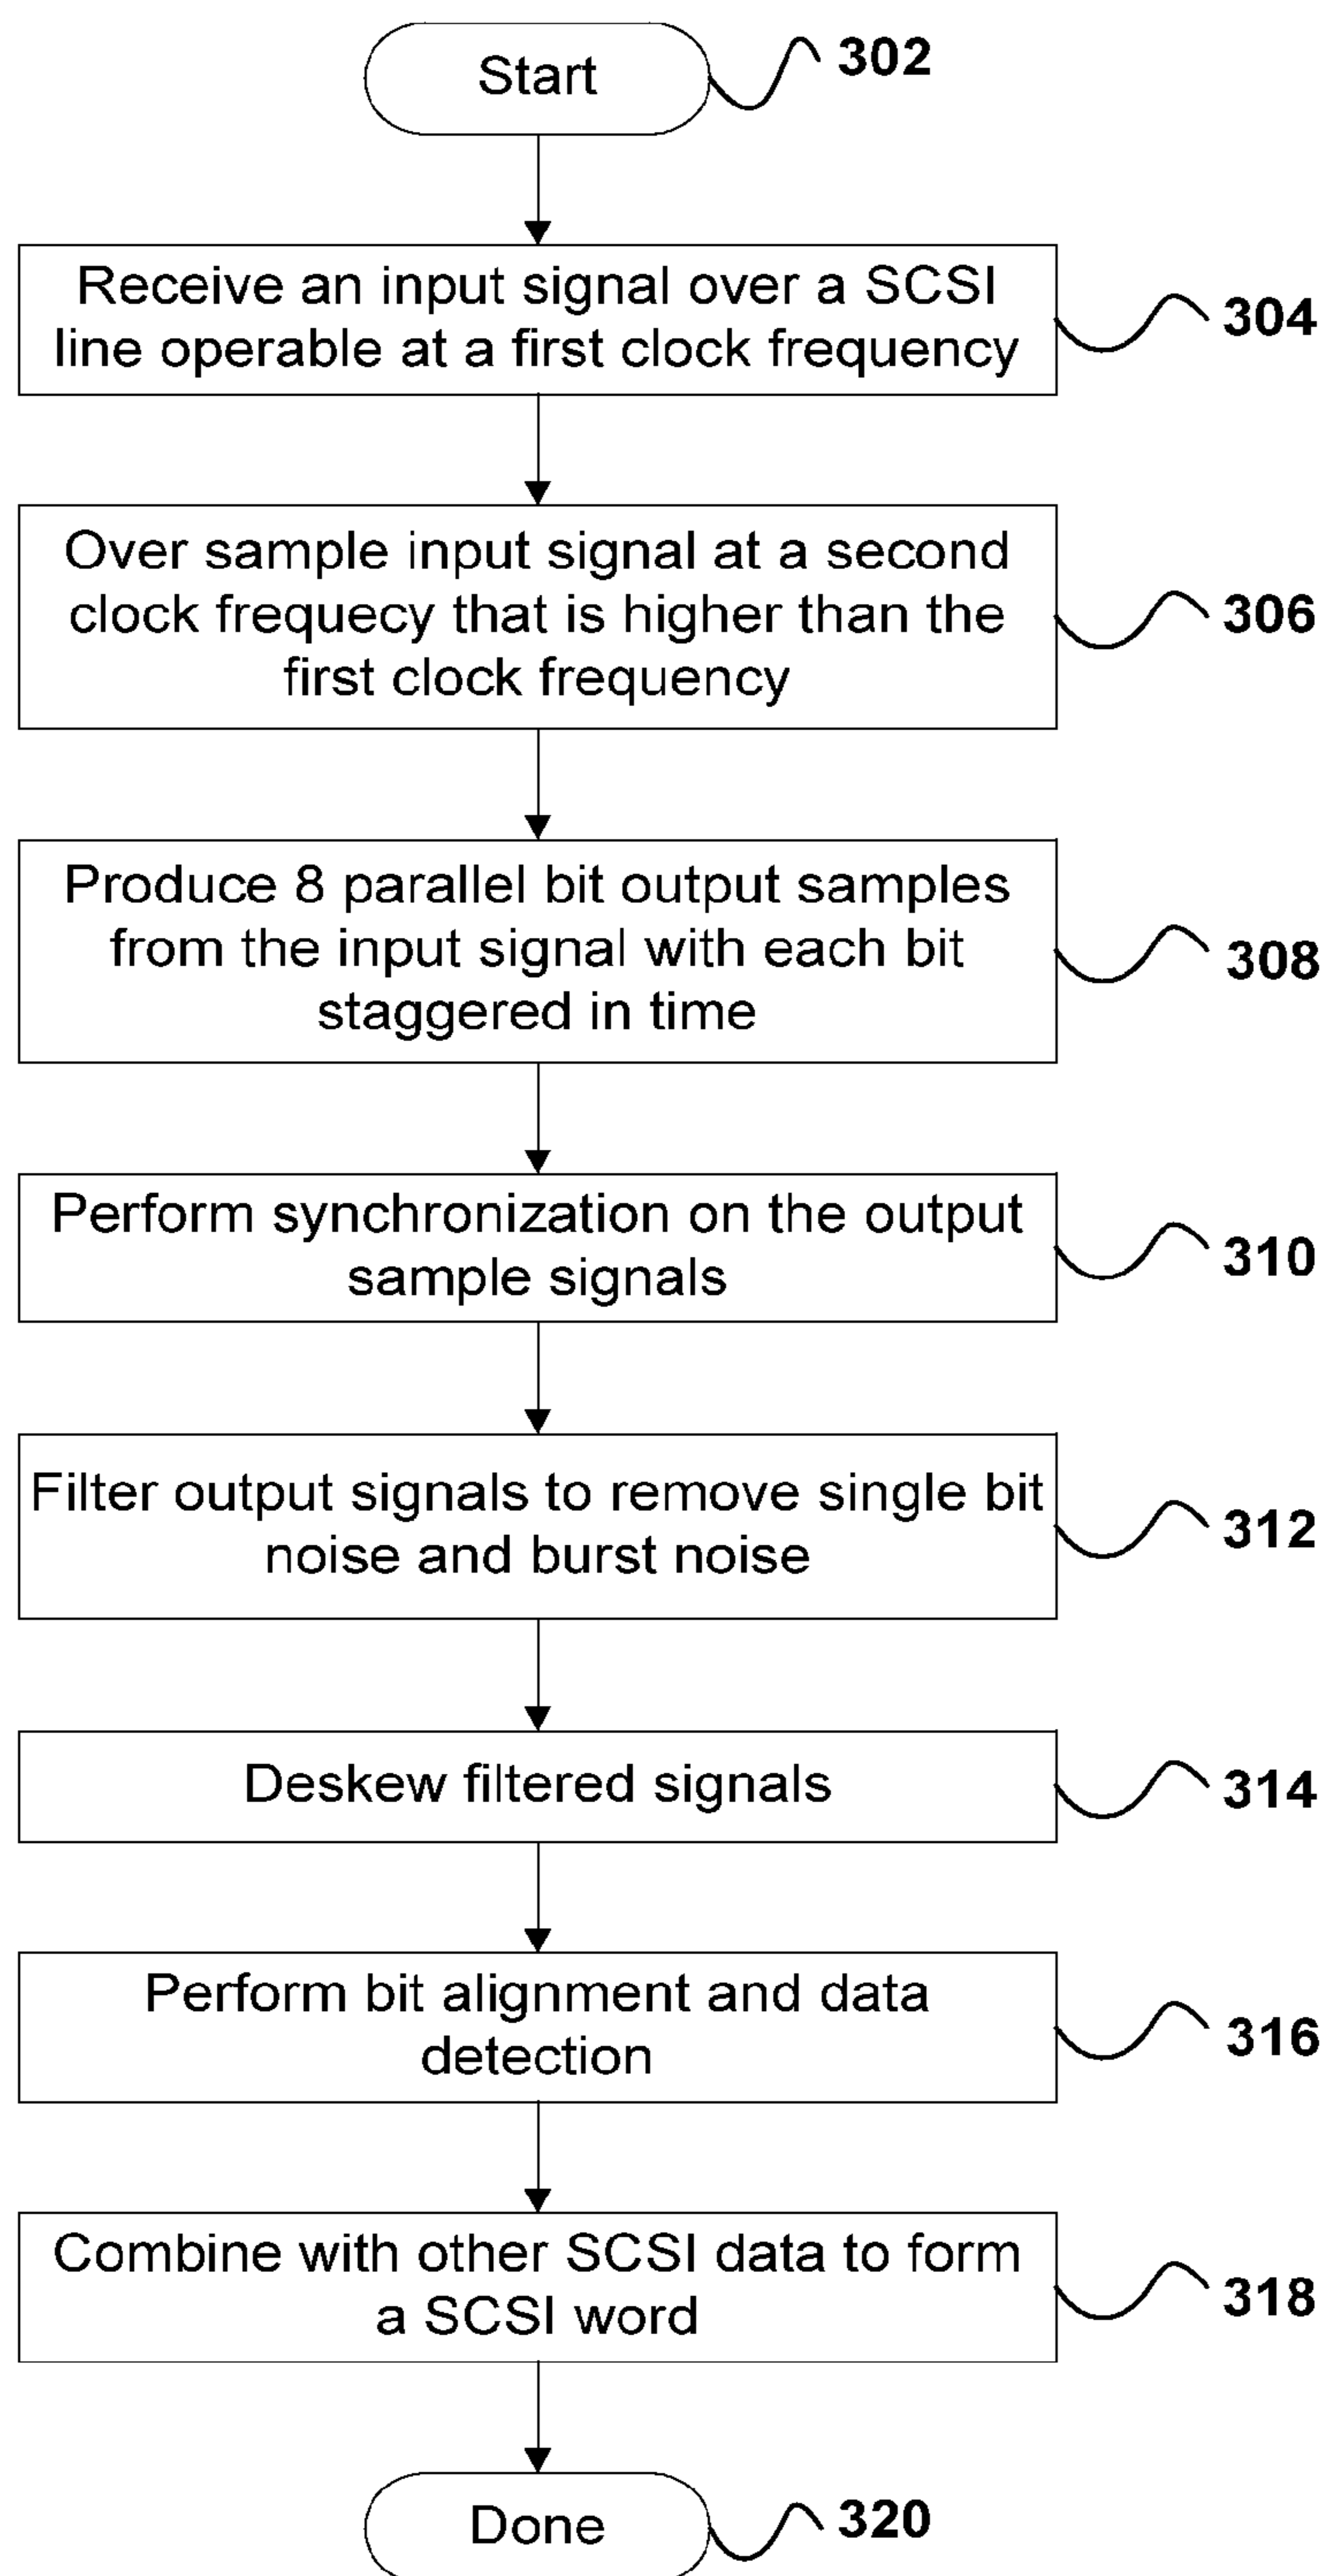 Start
302
Receive an input signal over a SCSI
line operable at a first clock frequency
304
Over sample input signal at a second
clock frequecy that is higher than the
first clock frequency
306
Produce 8 parallel bit output samples
from the input signal with each bit
staggered in time
308
Perform synchronization on the output
sample signals
310
Filter output signals to remove single bit
noise and burst noise
312
Deskew filtered signals
314
Perform bit alignment and data
detection
316
Combine with other SCSI data to form
a SCSI word
318
Done
320